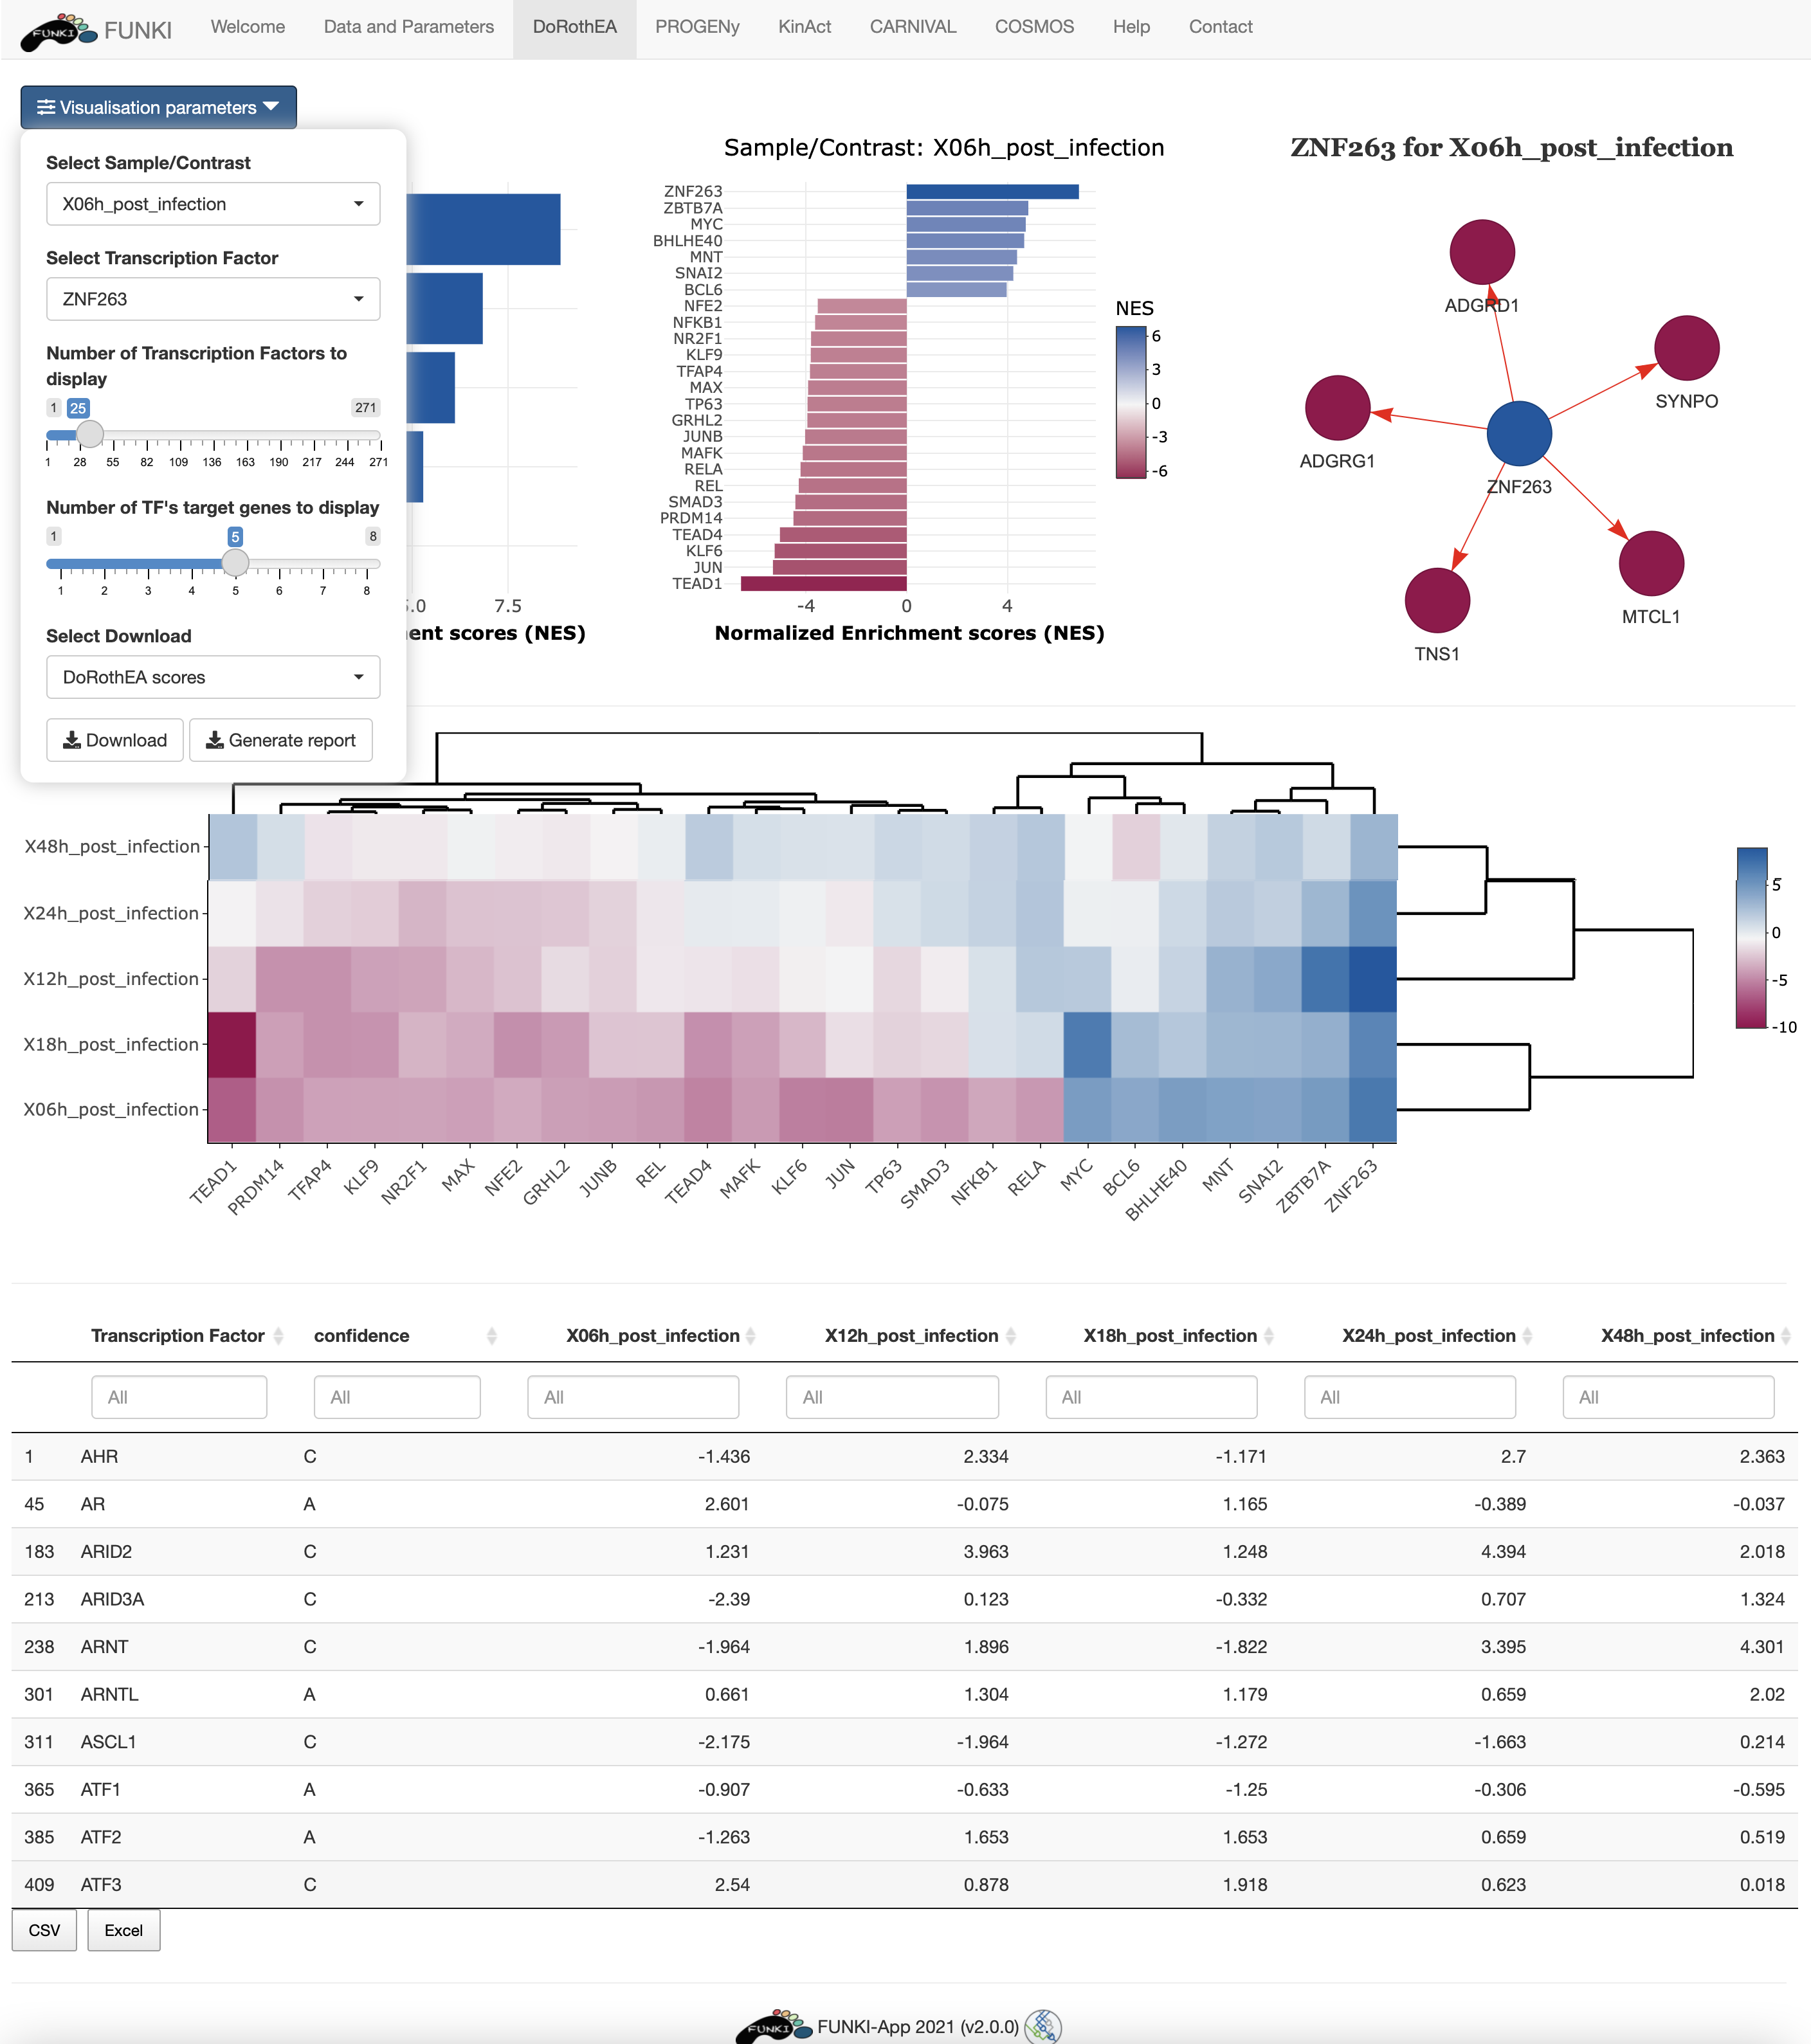 FUNKI FUNKI Welcome Data and Parameters DoRothEA PROGENy KinAct CARNIVAL COSMOS Help Contact
Visualisation parameters
Select Sample/Contrast
X06h_post_infection
Select Transcription Factor
ZNF263
Number of Transcription Factors to
display
1 25 271
1 28 55 82 109 136 163 190 217 244 271
Number of TF's target genes to display
1 5 8
1 2 3 4 5 6 7 8
Select Download
DoRothEA scores
Download Generate report
5.0 7.5
ent scores (NES)
Sample/Contrast: X06h_post_infection
ZNF263
ZBTB7A
MYC
BHLHE40
MNT
SNAI2
BCL6
NFE2
NFKB1
NR2F1
KLF9
TFAP4
MAX
TP63
GRHL2
JUNB
MAFK
RELA
REL
SMAD3
PRDM14
TEAD4
KLF6
JUN
TEAD1
-4 0 4
Normalized Enrichment scores (NES)
NES
6
3
0
-3
-6
ZNF263 for X06h_post_infection
ADGRD1
SYNPO
ADGRG1
ZNF263
MTCL1
TNS1
X48h_post_infection
X24h_post_infection
X12h_post_infection
X18h_post_infection
X06h_post_infection
TEAD1 PRDM14 TFAP4 KLF9 NR2F1 MAX NFE2 GRHL2 JUNB REL TEAD4 MAFK KLF6 JUN TP63 SMAD3 NFKB1 RELA MYC BCL6 BHLHE40 MNT SNAI2 ZBTB7A ZNF263
5
0
-5
-10
Transcription Factor confidence X06h_post_infection X12h_post_infection X18h_post_infection X24h_post_infection X48h_post_infection
All All All All All All All
1 AHR C -1.436 2.334 -1.171 2.7 2.363
45 AR A 2.601 -0.075 1.165 -0.389 -0.037
183 ARID2 C 1.231 3.963 1.248 4.394 2.018
213 ARID3A C -2.39 0.123 -0.332 0.707 1.324
238 ARNT C -1.964 1.896 -1.822 3.395 4.301
301 ARNTL A 0.661 1.304 1.179 0.659 2.02
311 ASCL1 C -2.175 -1.964 -1.272 -1.663 0.214
365 ATF1 A -0.907 -0.633 -1.25 -0.306 -0.595
385 ATF2 A -1.263 1.653 1.653 0.659 0.519
409 ATF3 C 2.54 0.878 1.918 0.623 0.018
CSV Excel
FUNKI FUNKI-App 2021 (v2.0.0)